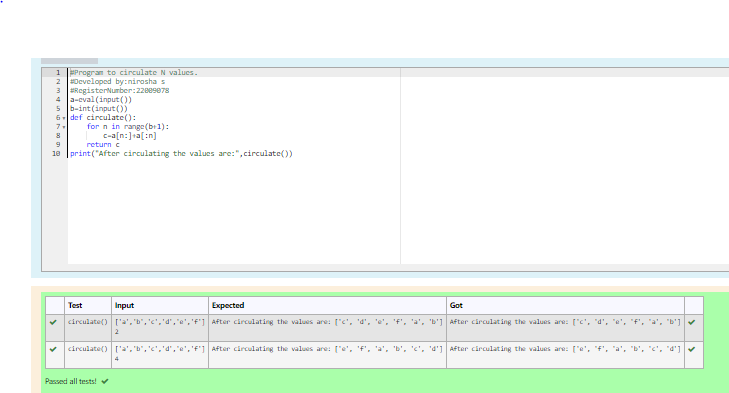 1 #Program to circulate N values.
2 #Developed by:nirosha s
3 #RegisterNumber:22009078
4 a=eval(input())
5 b=int(input())
6 def circulate():
7 for n in range(b+1):
8 c=a[n:]+a[:n]
9 return c
10 print("After circulating the values are:",circulate())
Test Input Expected Got
circulate() ['a','b','c','d','e','f'] After circulating the values are: ['c', 'd', 'e', 'f', 'a', 'b'] After circulating the values are: ['c', 'd', 'e', 'f', 'a', 'b']
2
circulate() ['a','b','c','d','e','f'] After circulating the values are: ['e', 'f', 'a', 'b', 'c', 'd'] After circulating the values are: ['e', 'f', 'a', 'b', 'c', 'd']
4
Passed all tests!